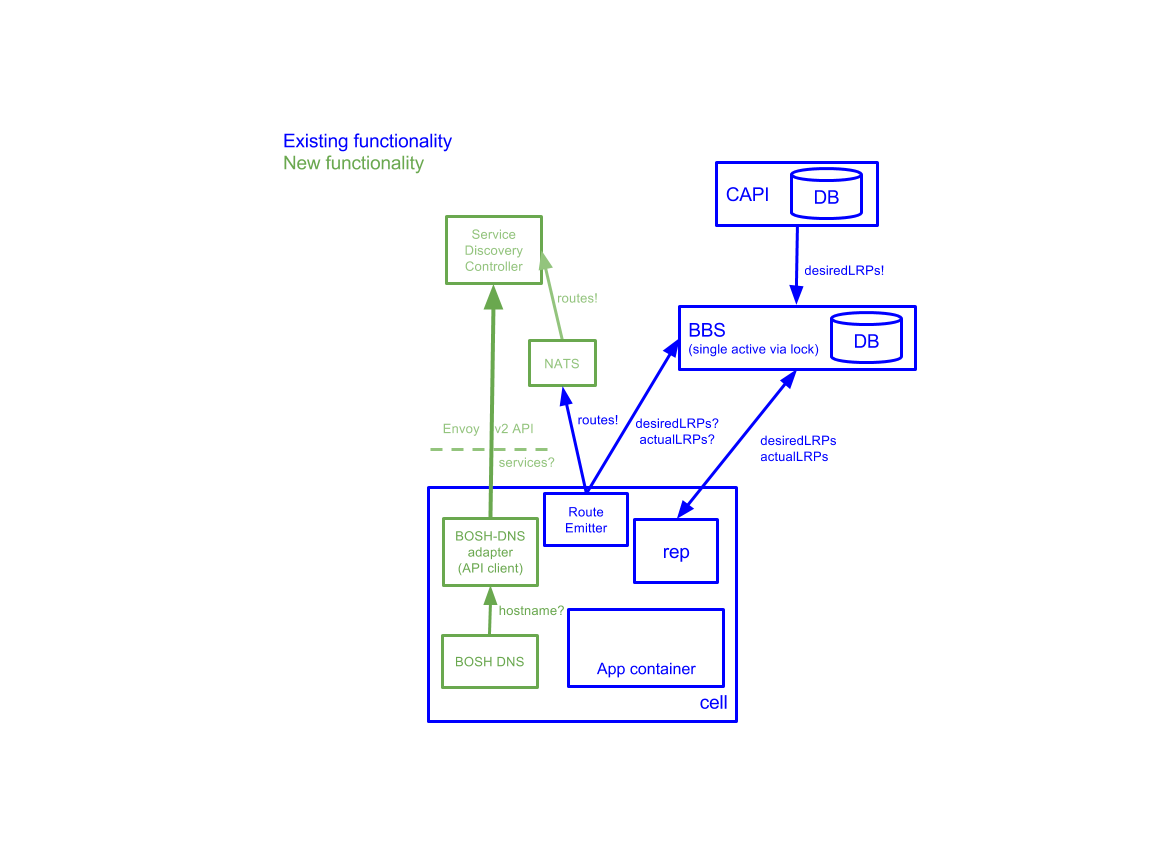 Existing functionality
New functionality
CAPI
DB
Service
Discovery
Controller
desiredLRPs!
routes!
BBS
(single active via lock)
DB
NATS
routes!
desiredLRPs?
actualLRPs?
Envoy v2 API
desiredLRPs
actualLRPs
services?
Route
Emitter
BOSH-DNS
adapter
(API client)
rep
hostname?
BOSH DNS
App container
cell